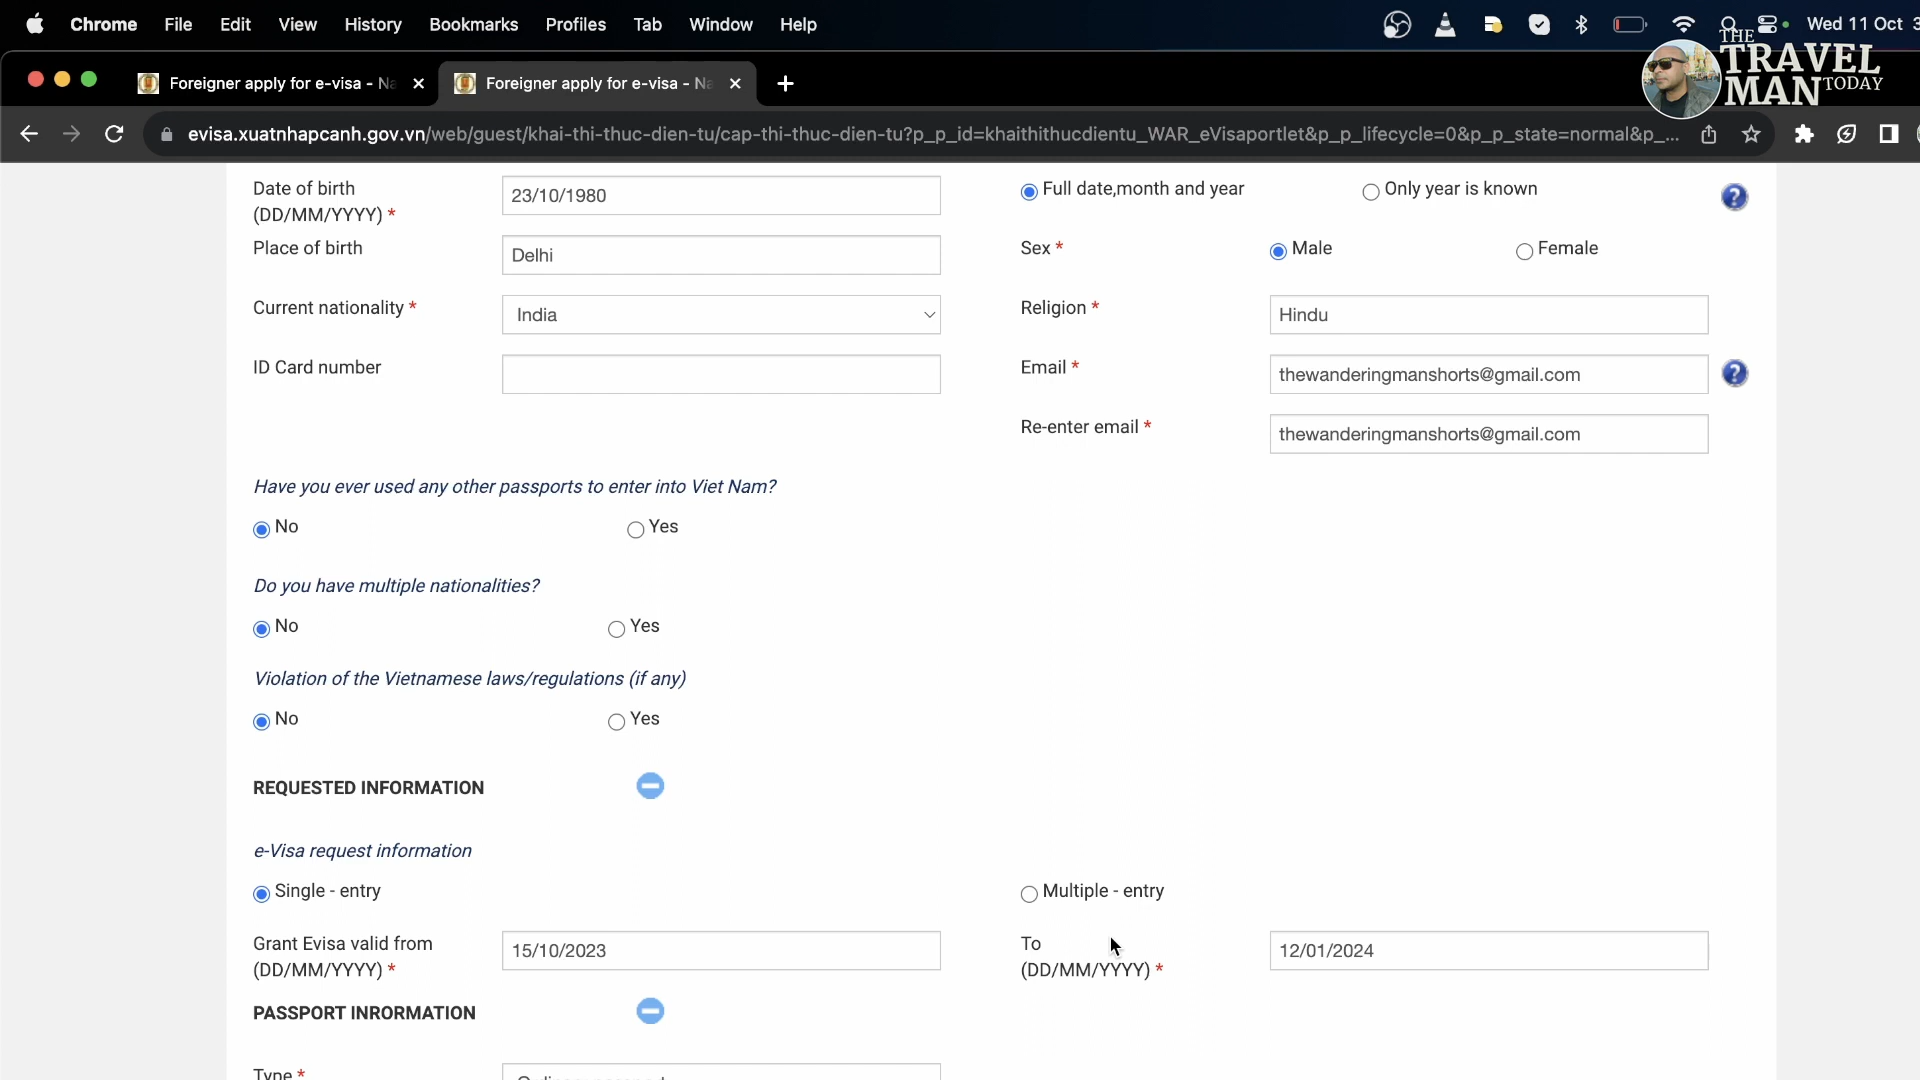 Chrome File Edit View History Bookmarks Profiles Tab Window Help Wed 11 Oct 3
THE
TRAVEL
MAN TODAY
Foreigner apply for e-visa - Na Foreigner apply for e-visa - Na
evisa.xuatnhapcanh.gov.vn/web/guest/khai-thi-thuc-dien-tu/cap-thi-thuc-dien-tu?p_p_id=khaithithucdientu_WAR_eVisaportlet&p_p_lifecycle=0&p_p_state=normal&p_...
Date of birth 23/10/1980 Full date,month and year Only year is known
(DD/MM/YYYY) *
Place of birth Delhi Sex * Male Female
Current nationality * India Religion * Hindu
ID Card number Email * thewanderingmanshorts@gmail.com
Re-enter email * thewanderingmanshorts@gmail.com
Have you ever used any other passports to enter into Viet Nam?
No Yes
Do you have multiple nationalities?
No Yes
Violation of the Vietnamese laws/regulations (if any)
No Yes
REQUESTED INFORMATION
e-Visa request information
Single - entry Multiple - entry
Grant Evisa valid from 15/10/2023 To 12/01/2024
(DD/MM/YYYY) * (DD/MM/YYYY) *
PASSPORT INRORMATION
Type *